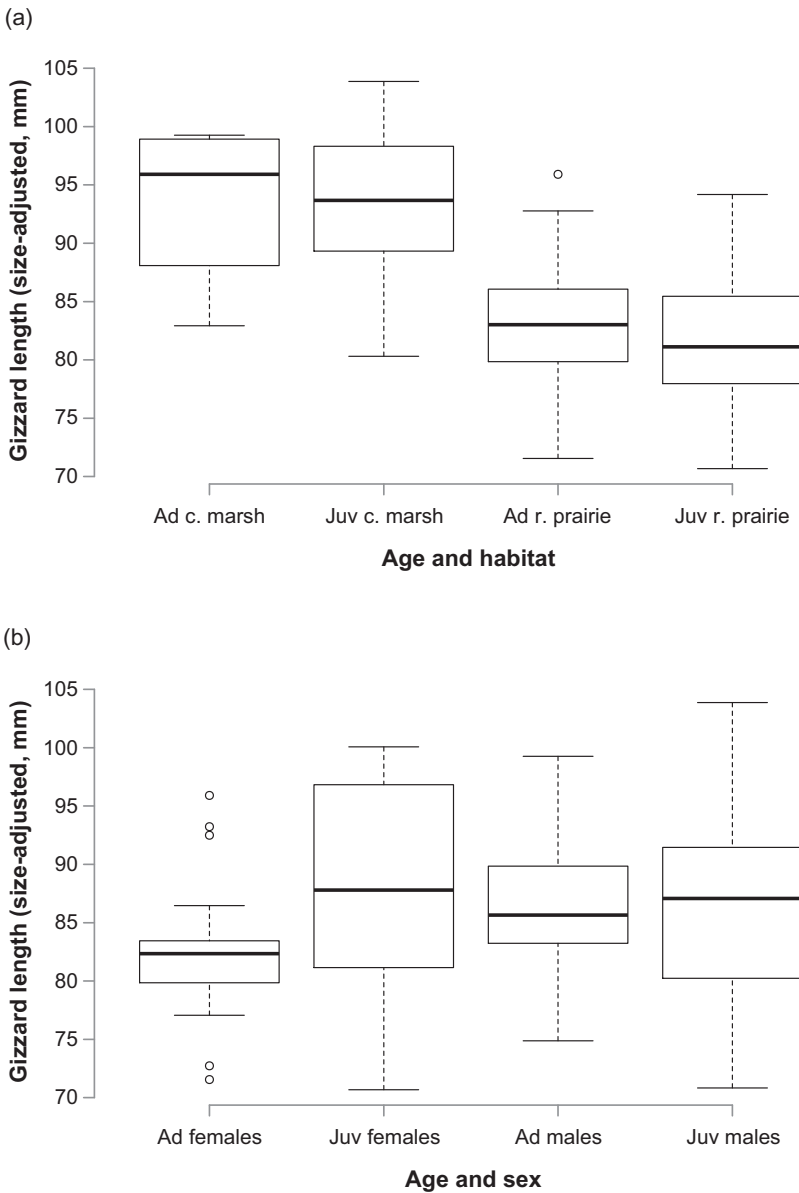 (a)
Gizzard length (size-adjusted, mm)
105
100
95
90
85
80
75
70
Ad c. marsh Juv c. marsh Ad r. prairie Juv r. prairie
Age and habitat
(b)
Gizzard length (size-adjusted, mm)
105
100
95
90
85
80
75
70
Ad females Juv females Ad males Juv males
Age and sex